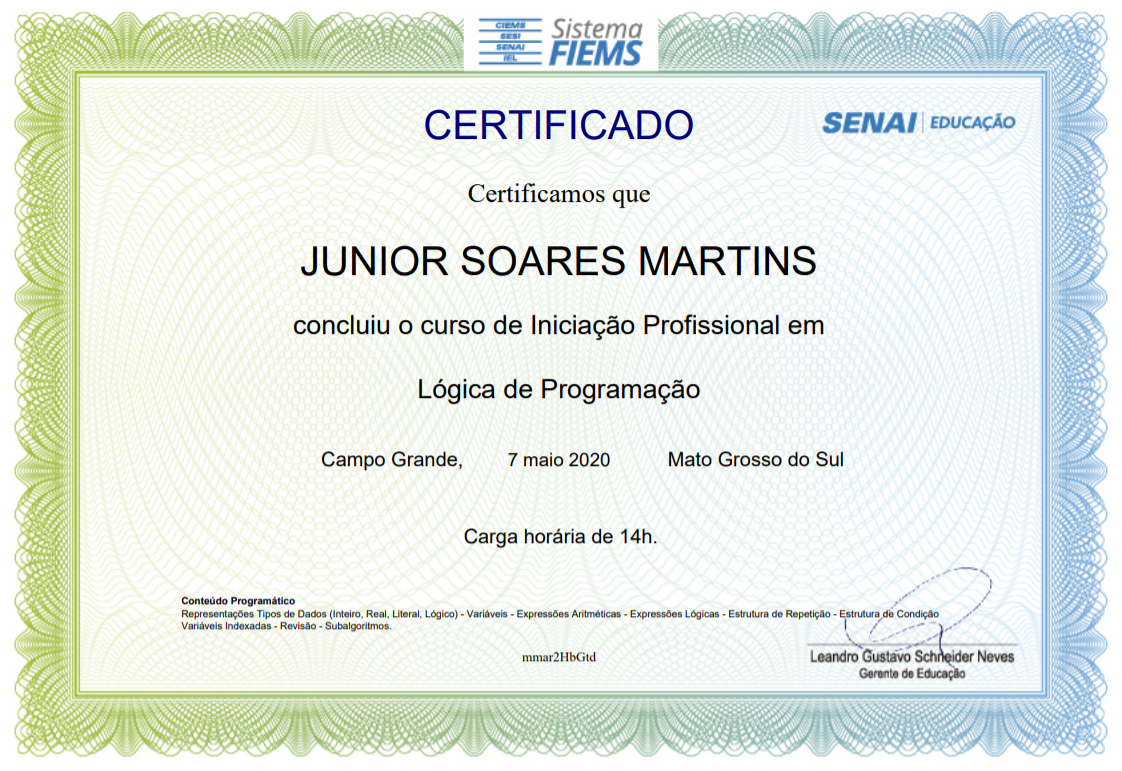 CIEMS
SESI
SENAI
IEL
Sistema
FIEMS
CERTIFICADO
SENAI | EDUCAÇÃO
Certificamos que
JUNIOR SOARES MARTINS
concluiu o curso de Iniciação Profissional em
Lógica de Programação
Campo Grande, 7 maio 2020 Mato Grosso do Sul
Carga horária de 14h.
Conteúdo Programático
Representações Tipos de Dados (Inteiro, Real, Literal, Lógico) - Variáveis - Expressões Aritméticas - Expressões Lógicas - Estrutura de Repetição - Estrutura de Condição
Variáveis Indexadas - Revisão - Subalgoritmos.
mmar2HbGtd
Leandro Gustavo Schneider Neves
Gerente de Educação